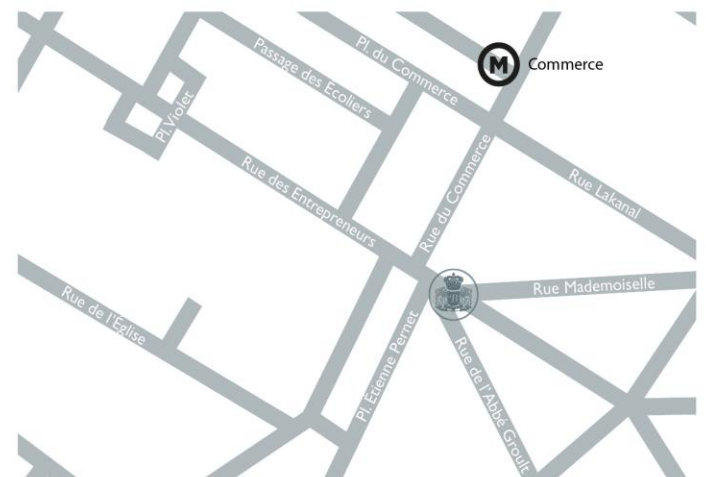 M
Commerce
Passage des Ecoliers
Pl. du Commerce
Pl. Violet
Rue des Entrepreneurs
Rue du Commerce
Rue Lakanal
Rue Mademoiselle
Rue de l'Église
Pl. Etienne Pernet
Rue de l'Abbé Groult